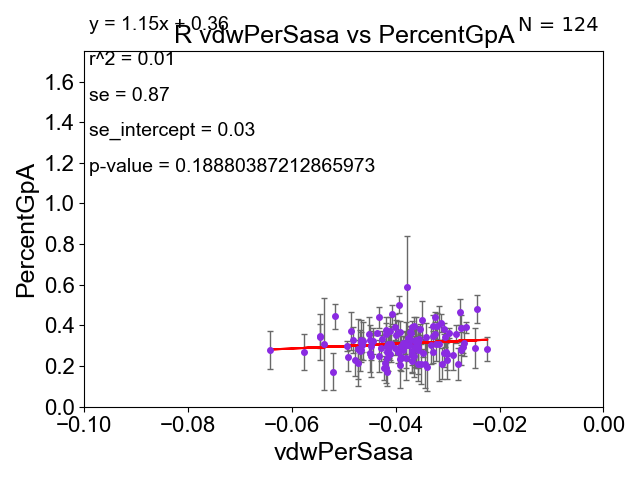 y = 1.15x + 0.36
N = 124
R vdwPerSasa vs PercentGpA
r^2 = 0.01
se = 0.87
se_intercept = 0.03
p-value = 0.18880387212865973
PercentGpA
1.6
1.4
1.2
1.0
0.8
0.6
0.4
0.2
0.0
−0.10 −0.08 −0.06 −0.04 −0.02 0.00
vdwPerSasa